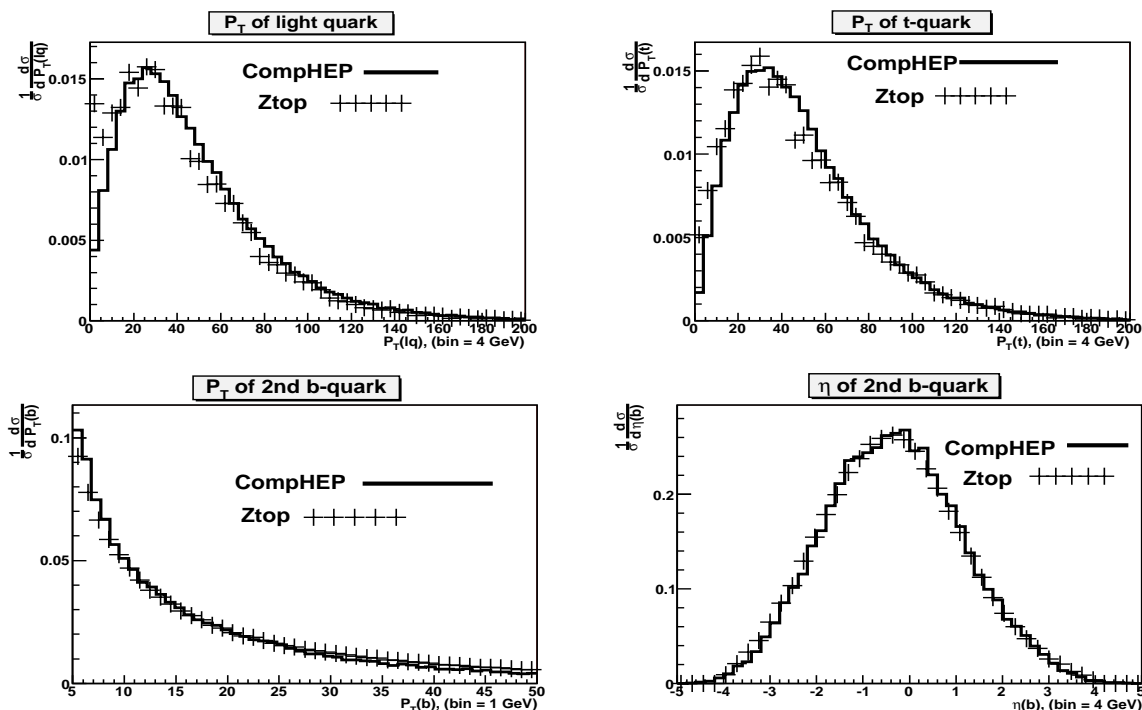 P_T of light quark
1/σ dσ/d P_T(lq)
0.015
0.01
0.005
0
CompHEP
Ztop
0 20 40 60 80 100 120 140 160 180 200
P_T(lq), (bin = 4 GeV)
P_T of t-quark
1/σ dσ/d P_T(t)
0.015
0.01
0.005
0
CompHEP
Ztop
0 20 40 60 80 100 120 140 160 180 200
P_T(t), (bin = 4 GeV)
P_T of 2nd b-quark
1/σ dσ/d P_T(b)
0.1
0.05
0
CompHEP
Ztop
5 10 15 20 25 30 35 40 45 50
P_T(b), (bin = 1 GeV)
η of 2nd b-quark
1/σ dσ/d η(b)
0.2
0.1
0
CompHEP
Ztop
-5 -4 -3 -2 -1 0 1 2 3 4 5
η(b), (bin = 4 GeV)